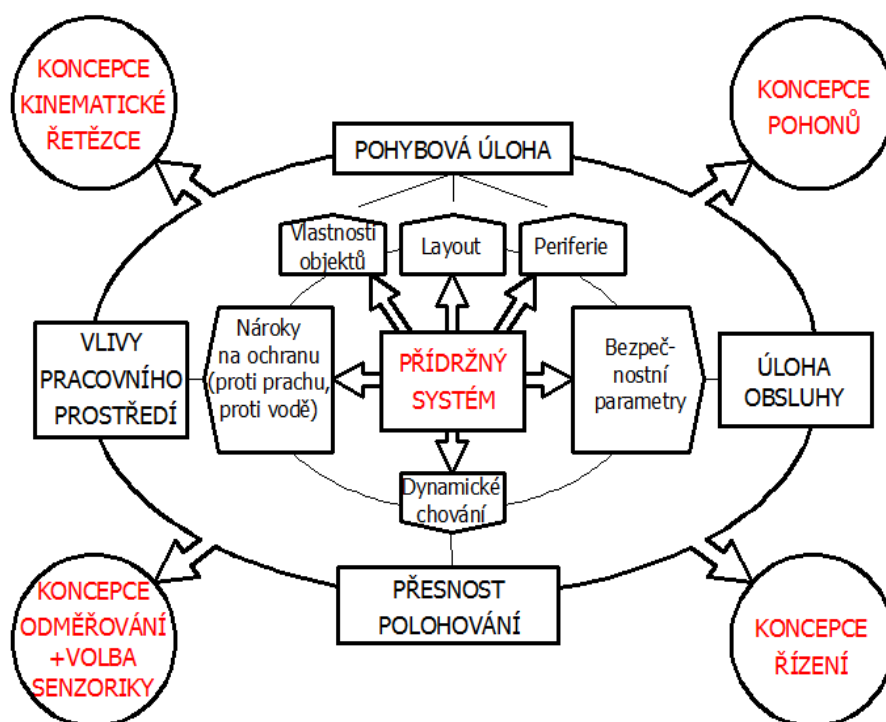 KONCEPCE
KINEMATICKÉ
ŘETĚZCE
KONCEPCE
POHONŮ
POHYBOVÁ ÚLOHA
Vlastnosti
objektů
Layout
Periferie
VLIVY
PRACOVNÍHO
PROSTŘEDÍ
Nároky
na ochranu
(proti prachu,
proti vodě)
PŘÍDRŽNÝ
SYSTÉM
Bezpeč-
nostní
parametry
ÚLOHA
OBSLUHY
Dynamické
chování
PŘESNOST
POLOHOVÁNÍ
KONCEPCE
ODMĚŘOVÁNÍ
+VOLBA
SENZORIKY
KONCEPCE
ŘÍZENÍ